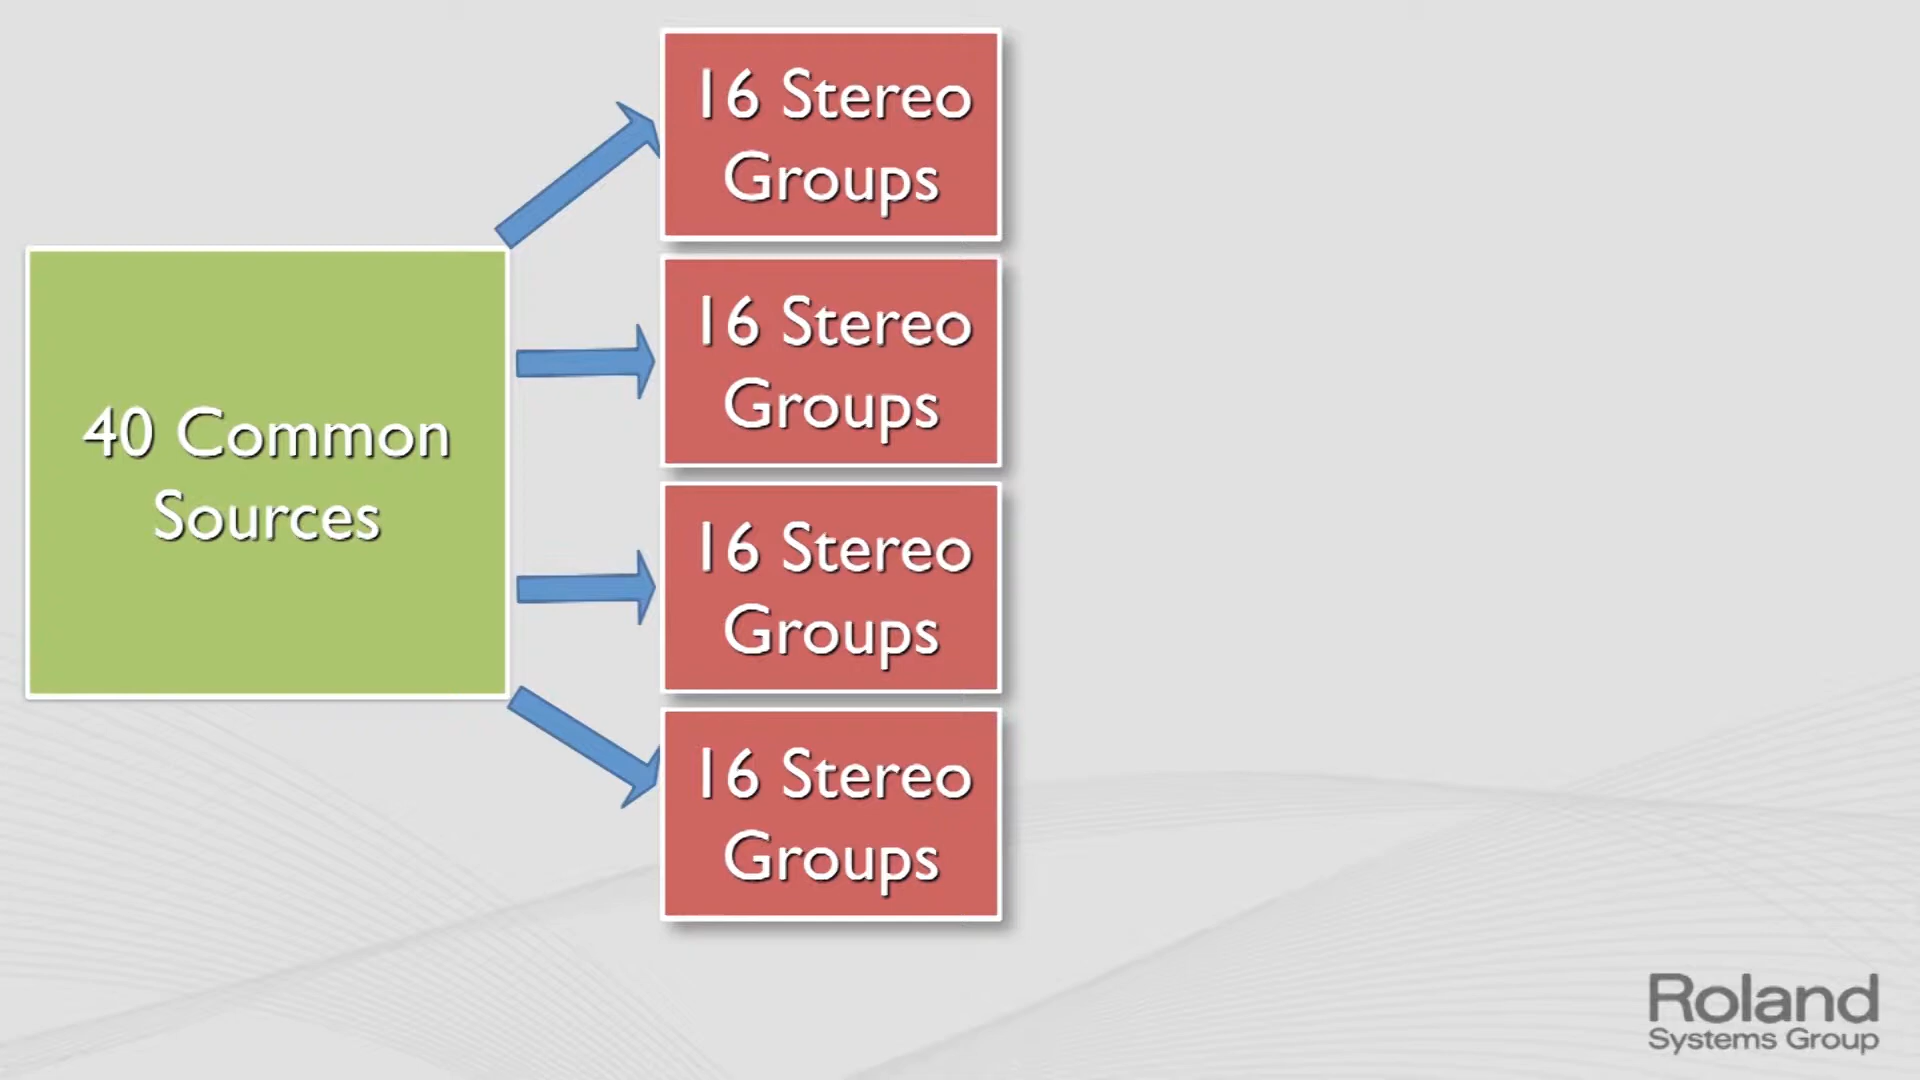 40 Common
Sources
16 Stereo
Groups
16 Stereo
Groups
16 Stereo
Groups
16 Stereo
Groups
Roland
Systems Group